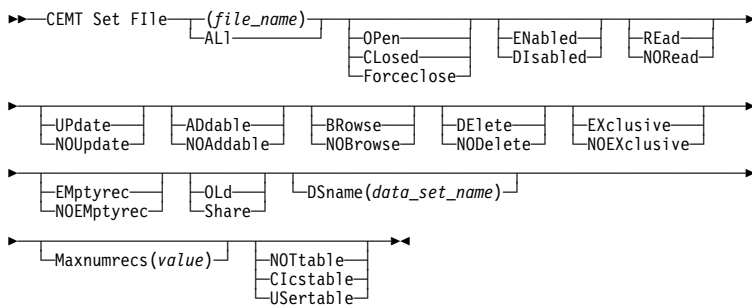 CEMT Set FIle (file_name) OPen ENabled REad
ALl CLosed DIsabled NORead
Forceclose
UPdate ADdable BRowse DElete EXclusive
NOUpdate NOAddable NOBrowse NODelete NOEXclusive
EMptyrec OLd DSname(data_set_name)
NOEMptyrec Share
Maxnumrecs(value) NOTtable
CIcstable
USertable